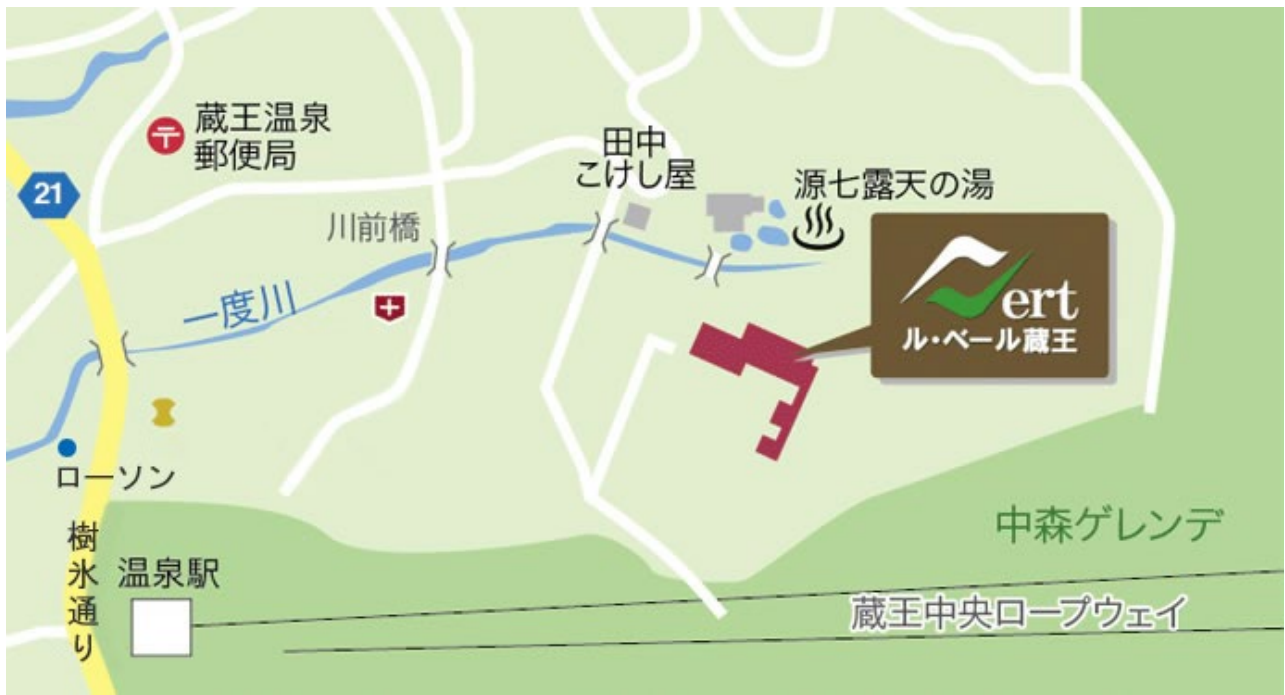 蔵王温泉
郵便局
21
田中
こけし屋
源七露天の湯
川前橋
Vert
ル・ベール蔵王
一度川
ローソン
樹氷通り
温泉駅
中森ゲレンデ
蔵王中央ロープウェイ